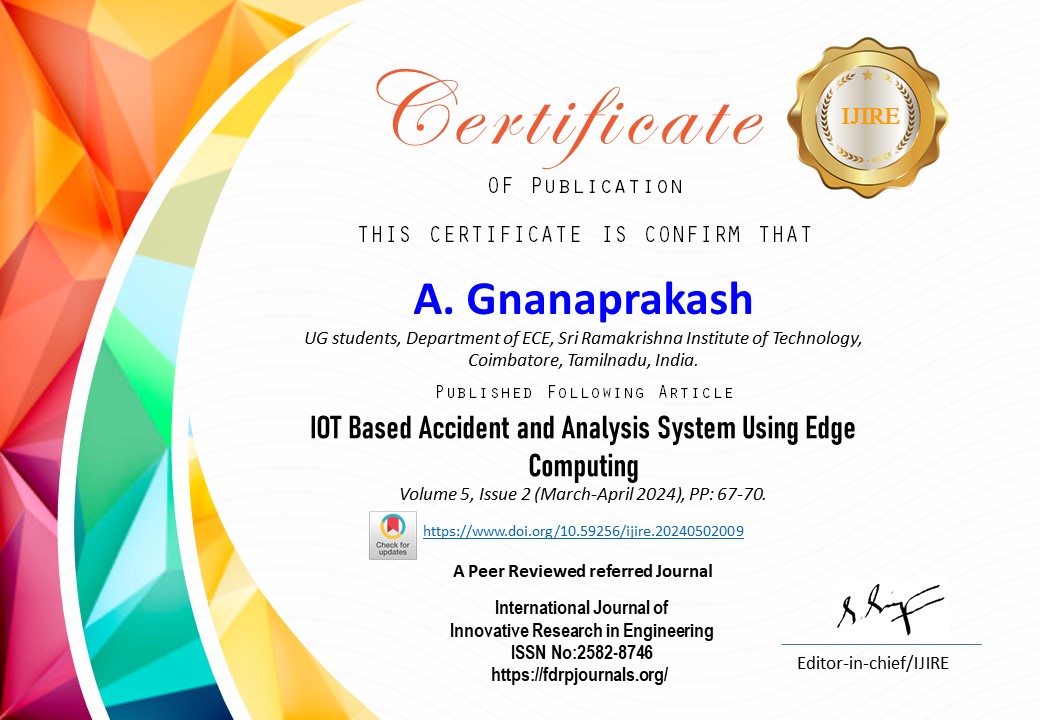 Certificate
IJIRE
OF PUBLICATION
THIS CERTIFICATE IS CONFIRM THAT
A. Gnanaprakash
UG students, Department of ECE, Sri Ramakrishna Institute of Technology,
Coimbatore, Tamilnadu, India.
PUBLISHED FOLLOWING ARTICLE
IOT Based Accident and Analysis System Using Edge
Computing
Volume 5, Issue 2 (March-April 2024), PP: 67-70.
Check for
updates
https://www.doi.org/10.59256/ijire.20240502009
A Peer Reviewed referred Journal
International Journal of
Innovative Research in Engineering
ISSN No:2582-8746
https://fdrpjournals.org/
Editor-in-chief/IJIRE